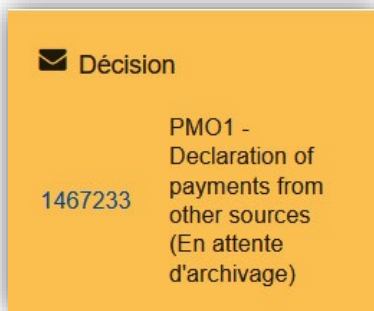 Décision
PMO1 -
Declaration of
payments from
1467233
other sources
(En attente
d'archivage)